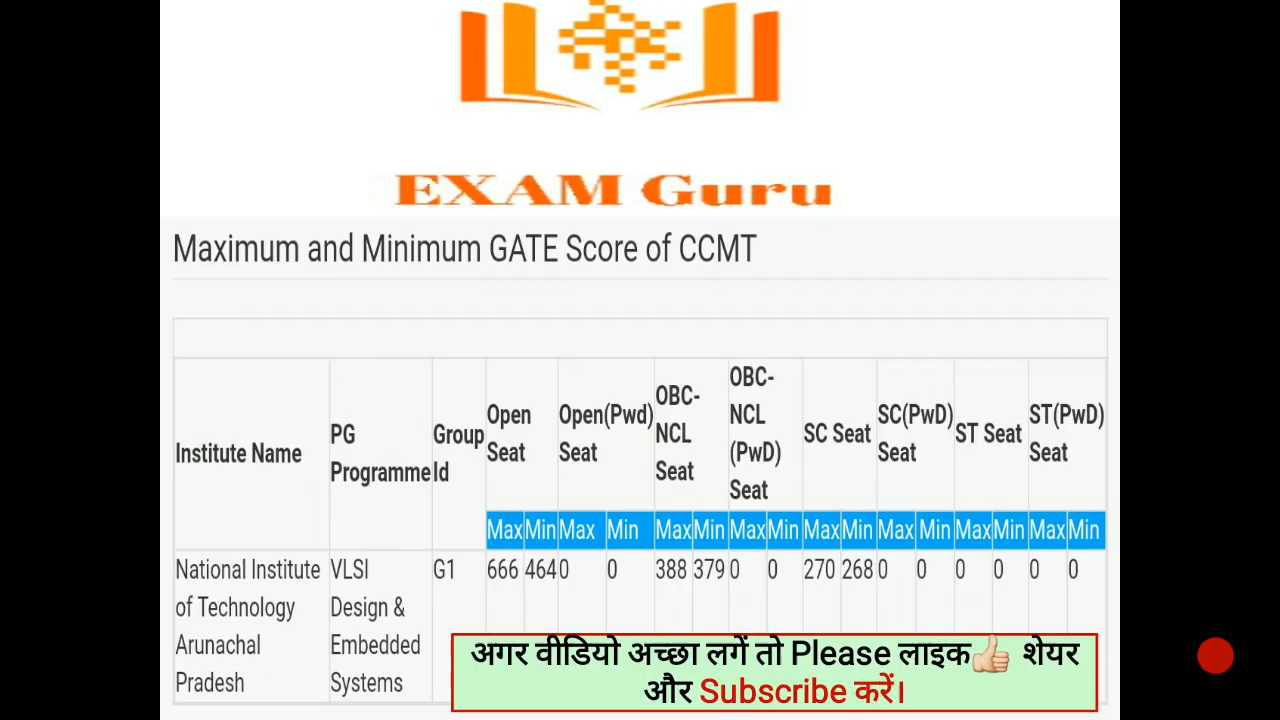 EXAM Guru
Maximum and Minimum GATE Score of CCMT
Institute Name
PG
Programme
Group
Id
Open
Seat
Open(Pwd)
Seat
OBC-
NCL
Seat
OBC-
NCL
(PwD)
Seat
SC Seat
SC(PwD)
Seat
ST Seat
ST(PwD)
Seat
Max Min Max Min Max Min Max Min Max Min Max Min Max Min Max Min
National Institute
of Technology
Arunachal
Pradesh
VLSI
Design &
Embedded
Systems
G1 666 464 0 0 388 379 0 0 270 268 0 0 0 0 0 0
अगर वीडियो अच्छा लगें तो Please लाइक👍 शेयर
और Subscribe करें।